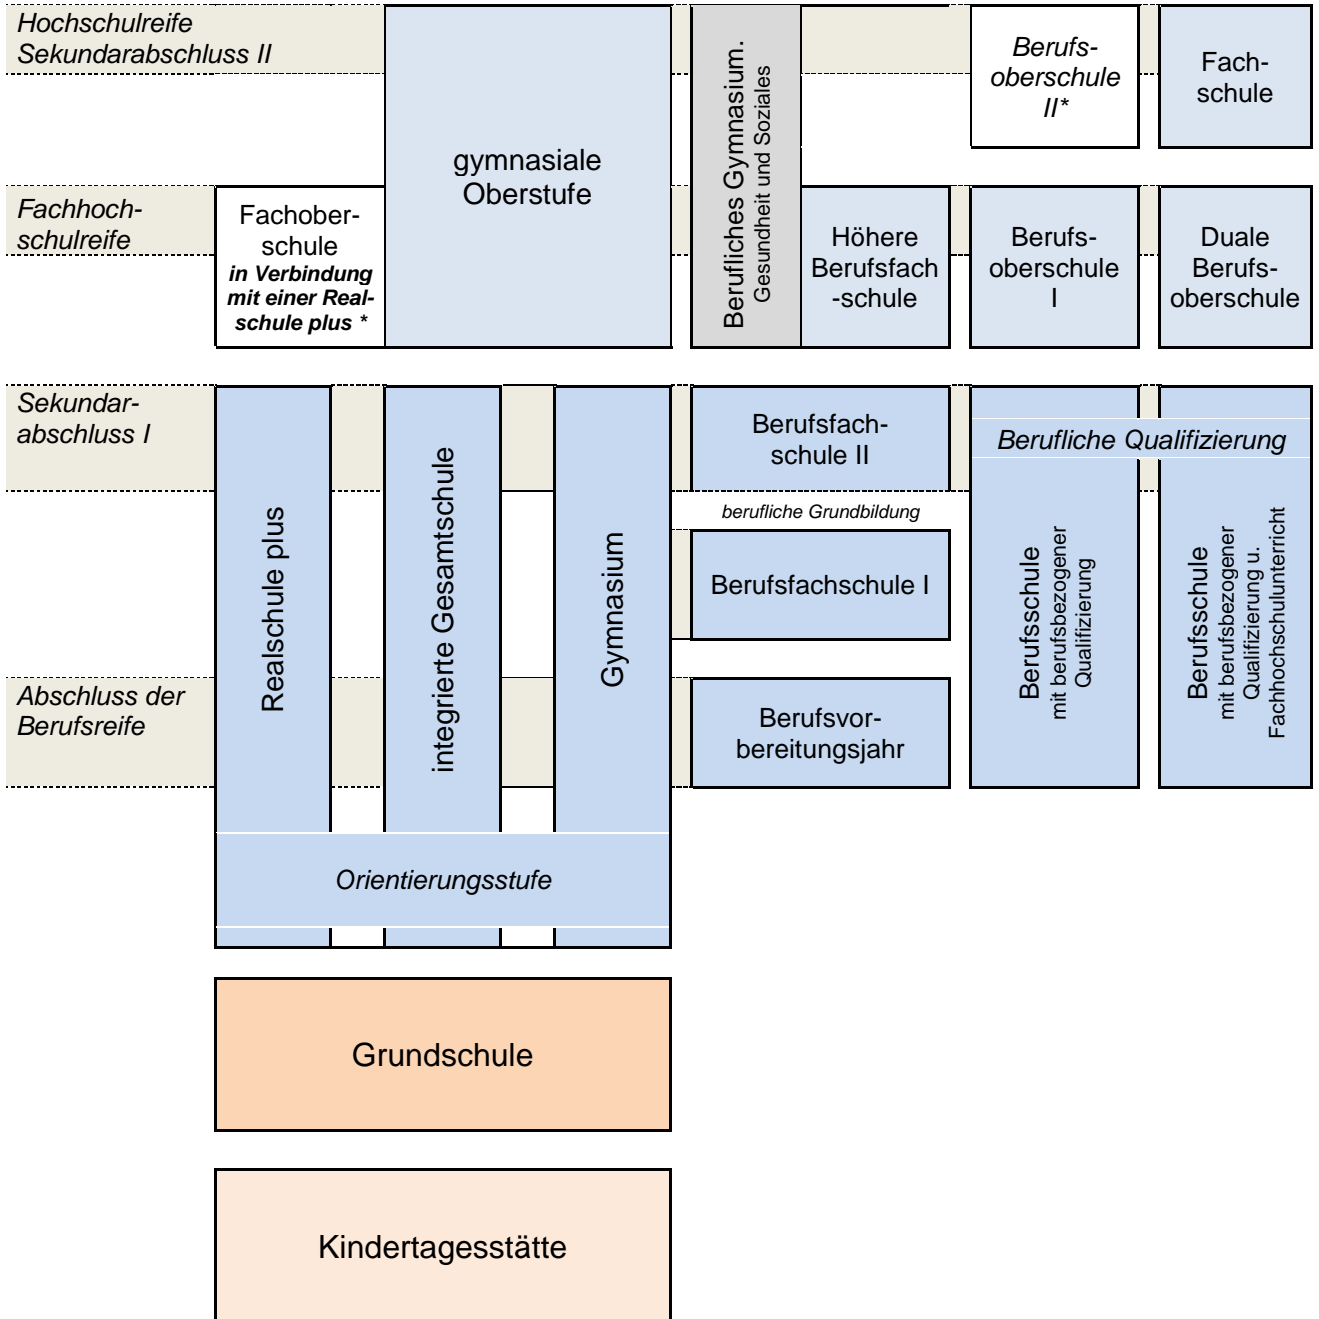 Hochschulreife
Sekundarabschluss II
gymnasiale
Oberstufe
Berufliches Gymnasium.
Gesundheit und Soziales
Berufs-
oberschule
II*
Fach-
schule
Fachhoch-
schulreife
Fachober-
schule
in Verbindung
mit einer Real-
schule plus *
Höhere
Berufsfach
-schule
Berufs-
oberschule
I
Duale
Berufs-
oberschule
Sekundar-
abschluss I
Realschule plus
integrierte Gesamtschule
Gymnasium
Berufsfach-
schule II
berufliche Grundbildung
Berufsfachschule I
Berufliche Qualifizierung
Berufsschule
mit berufsbezogener
Qualifizierung
Berufsschule
mit berufsbezogener
Qualifizierung u.
Fachhochschulunterricht
Abschluss der
Berufsreife
Berufsvor-
bereitungsjahr
Orientierungsstufe
Grundschule
Kindertagesstätte